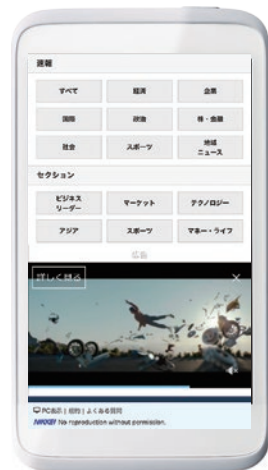 速報
すべて
経済
企業
国際
政治
株・金融
社会
スポーツ
地域
ニュース
セクション
ビジネス
リーダー
マーケット
テクノロジー
アジア
スポーツ
マネー・ライフ
広告
詳しく見る
PC表示 | 規約 | よくある質問
NIKKEI No reproduction without permission.